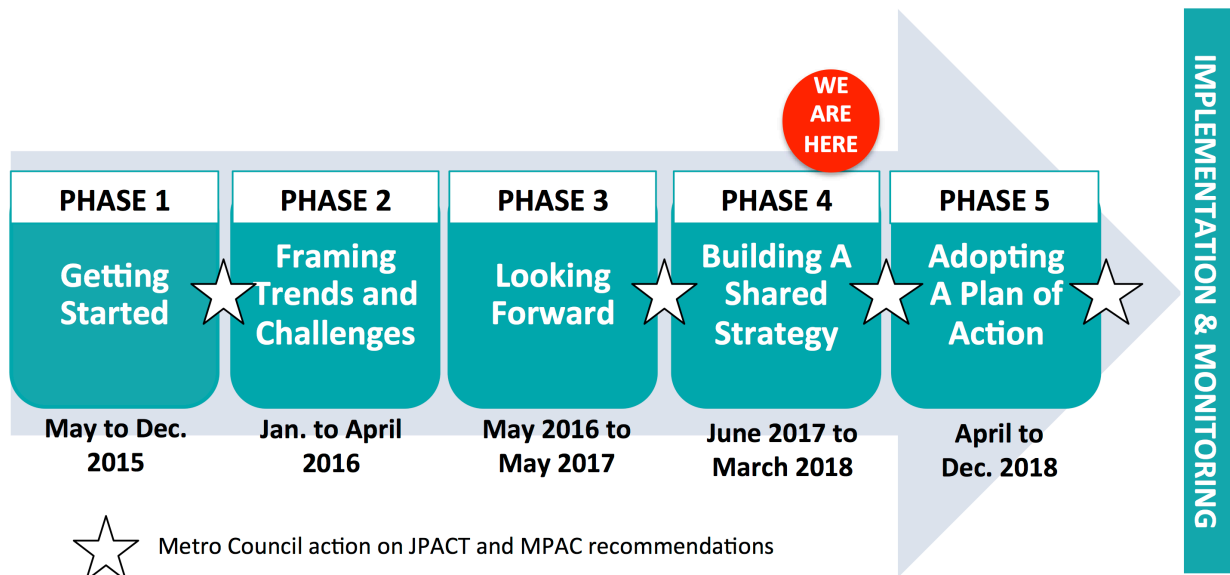 WE
ARE
HERE
PHASE 1
Getting
Started
May to Dec.
2015
PHASE 2
Framing
Trends and
Challenges
Jan. to April
2016
PHASE 3
Looking
Forward
May 2016 to
May 2017
PHASE 4
Building A
Shared
Strategy
June 2017 to
March 2018
PHASE 5
Adopting
A Plan of
Action
April to
Dec. 2018
IMPLEMENTATION & MONITORING
Metro Council action on JPACT and MPAC recommendations